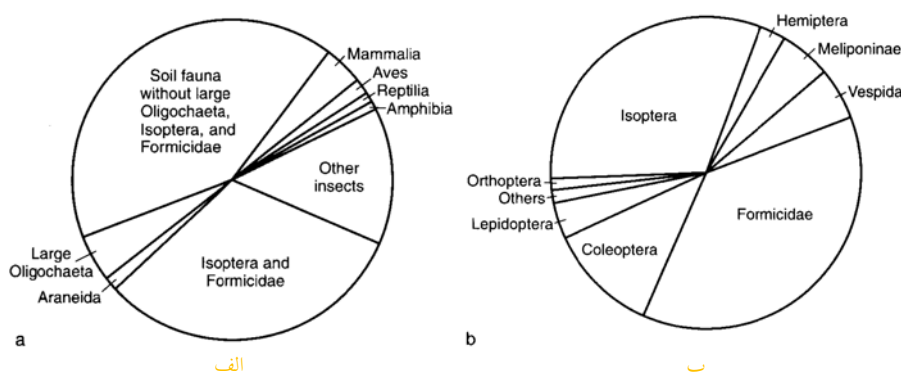 Soil fauna
without large
Oligochaeta,
Isoptera, and
Formicidae
Mammalia
Aves
Reptilia
Amphibia
Other
insects
Isoptera and
Formicidae
Large
Oligochaeta
Araneida
a
الف
Hemiptera
Meliponinae
Vespida
Isoptera
Orthoptera
Others
Lepidoptera
Coleoptera
Formicidae
b
ب